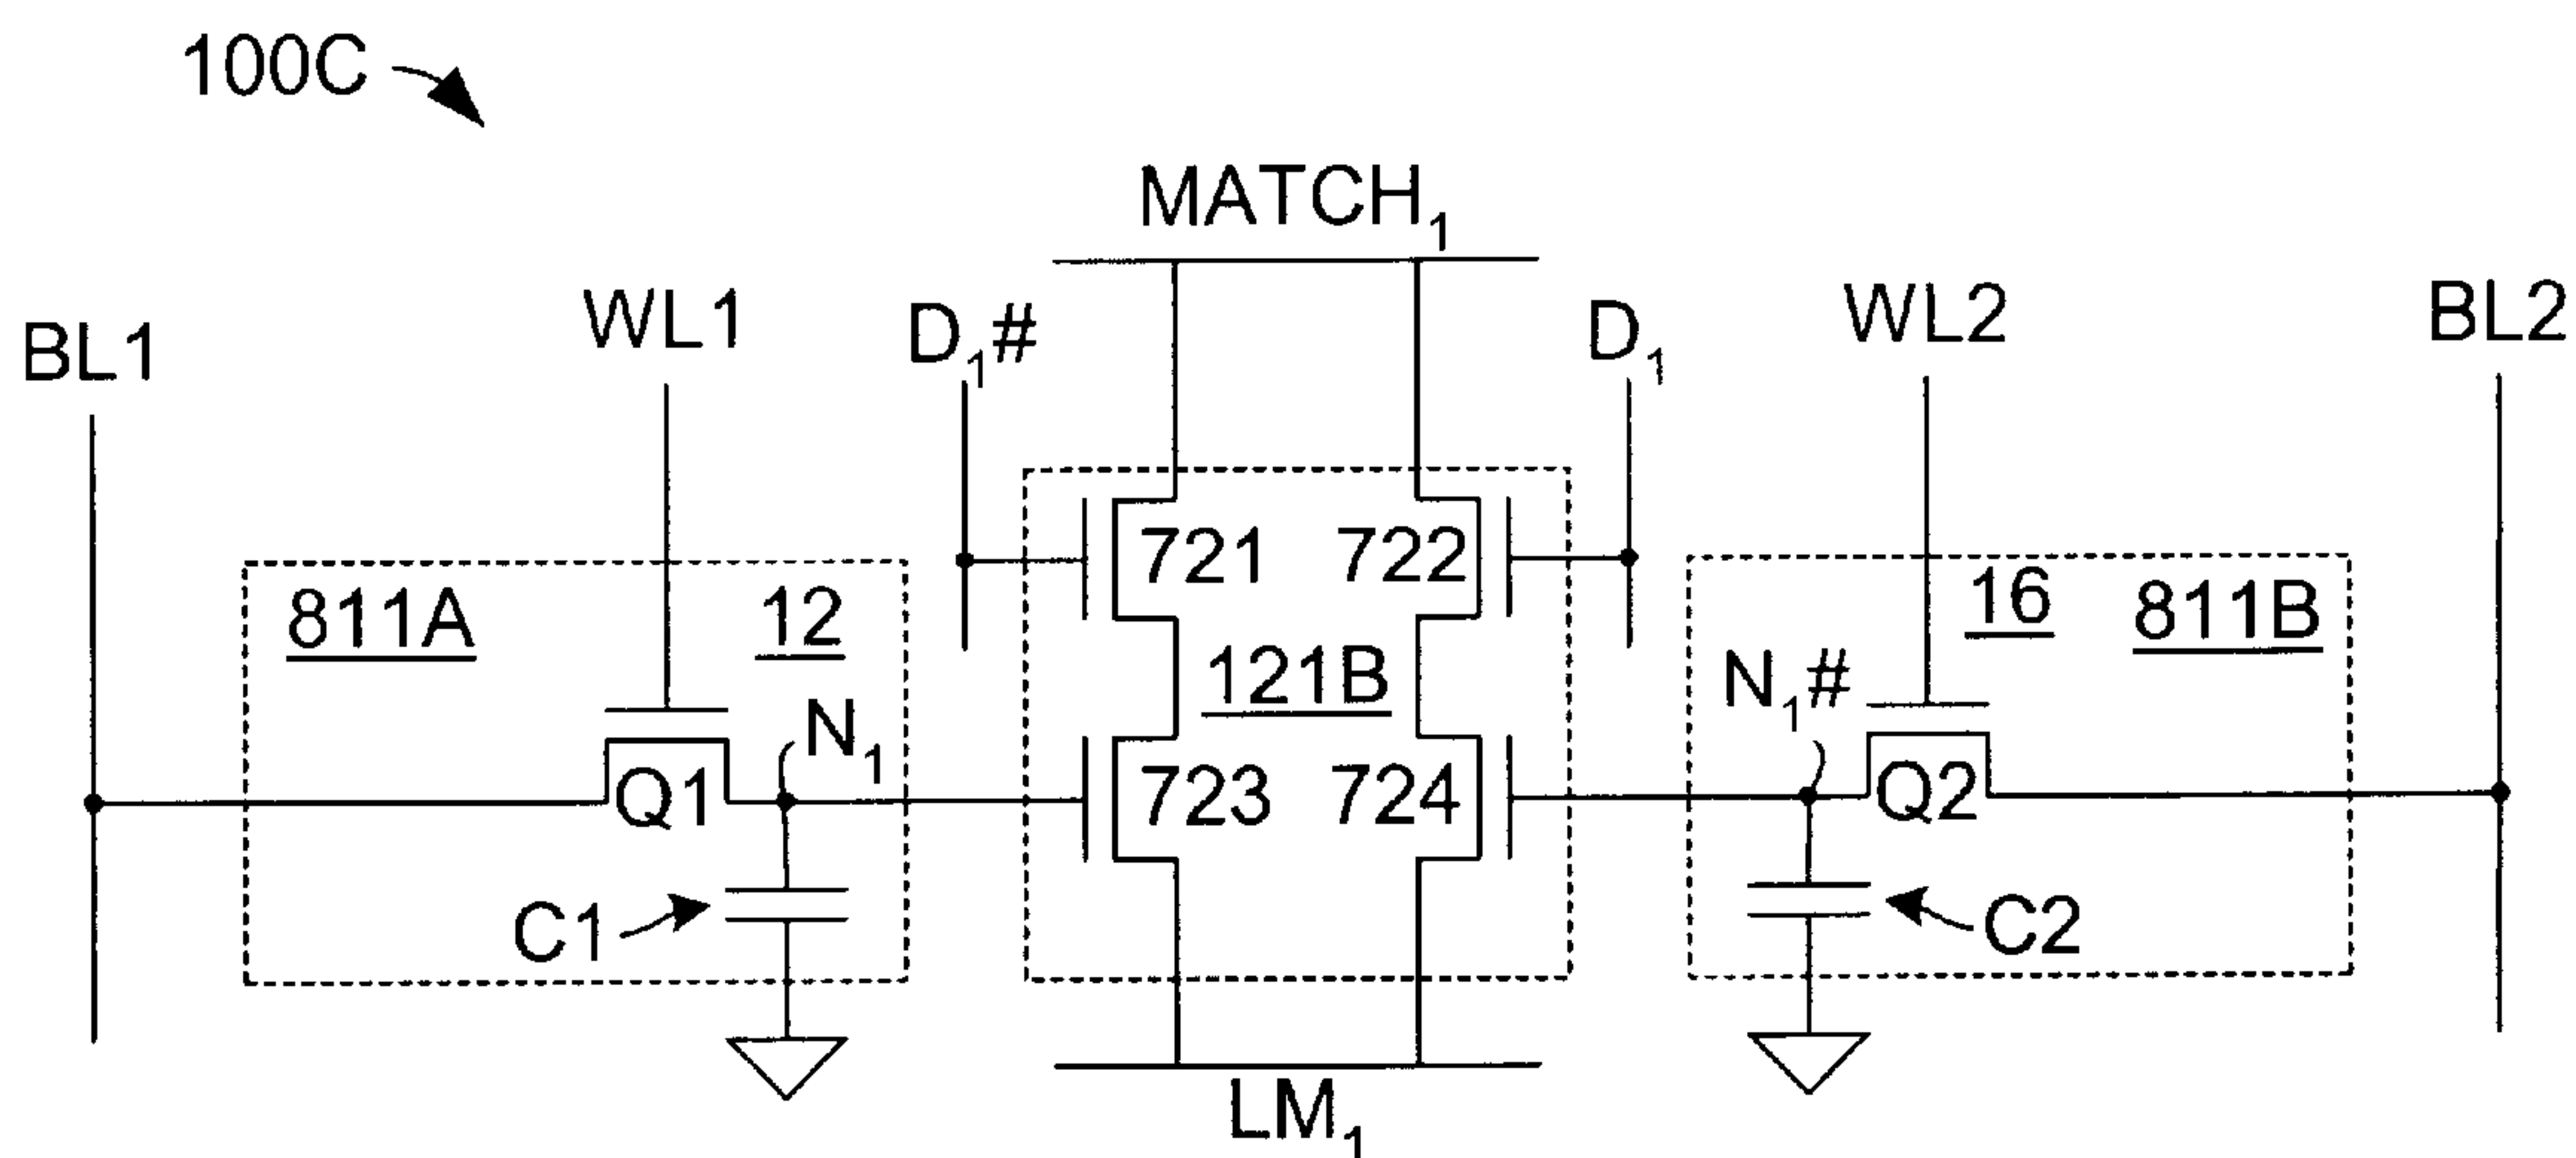 100C
MATCH₁
BL1
WL1
D₁#
D₁
WL2
BL2
811A
12
721
722
16
811B
121B
N₁
N₁#
Q1
723
724
Q2
C1
C2
LM₁